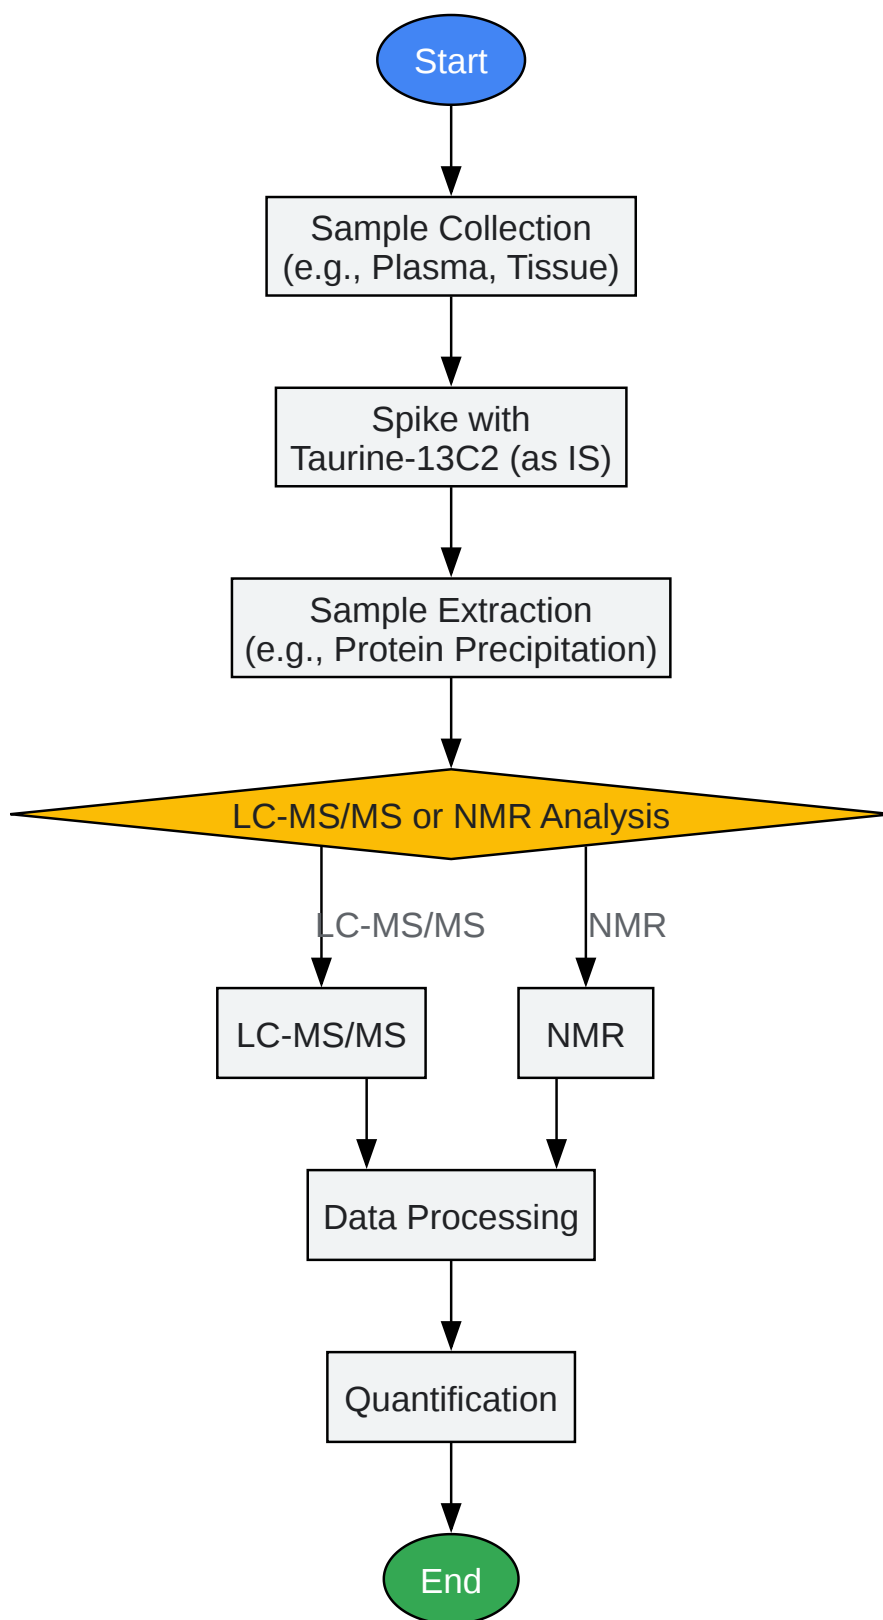 Start
Sample Collection
(e.g., Plasma, Tissue)
Spike with
Taurine-13C2 (as IS)
Sample Extraction
(e.g., Protein Precipitation)
LC-MS/MS or NMR Analysis
LC-MS/MS
NMR
LC-MS/MS
NMR
Data Processing
Quantification
End